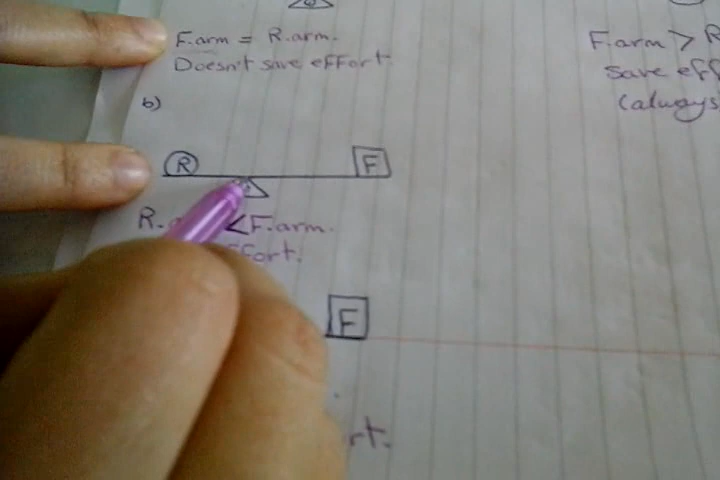 F.arm = R.arm.
Doesn't save effort.
F.arm > R
save eff
(always
b)
R F
R. < F.arm.
ffort.
F
rt.